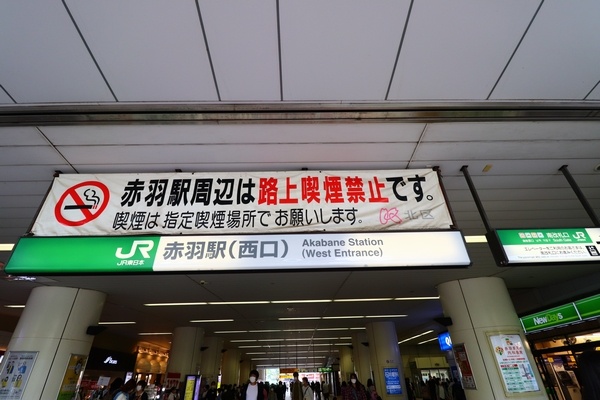 赤羽駅周辺は路上喫煙禁止です。
喫煙は指定喫煙場所でお願いします。 北区
JR
JR東日本
赤羽駅(西口)
Akabane Station
(West Entrance)
NewDays